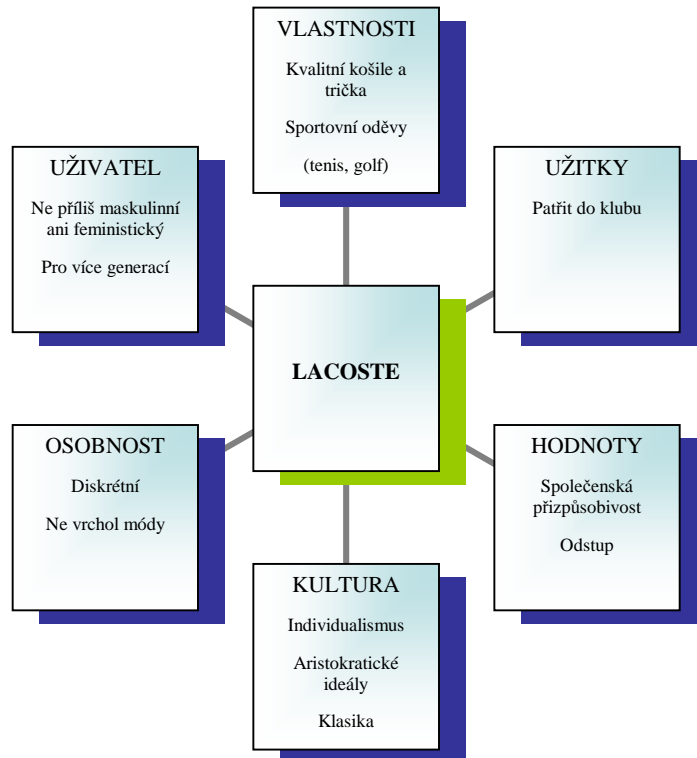 VLASTNOSTI
Kvalitní košile a
trička
Sportovní oděvy
(tenis, golf)
UŽIVATEL
Ne příliš maskulinní
ani feministický
Pro více generací
UŽITKY
Patřit do klubu
LACOSTE
OSOBNOST
Diskrétní
Ne vrchol módy
HODNOTY
Společenská
přizpůsobivost
Odstup
KULTURA
Individualismus
Aristokratické
ideály
Klasika